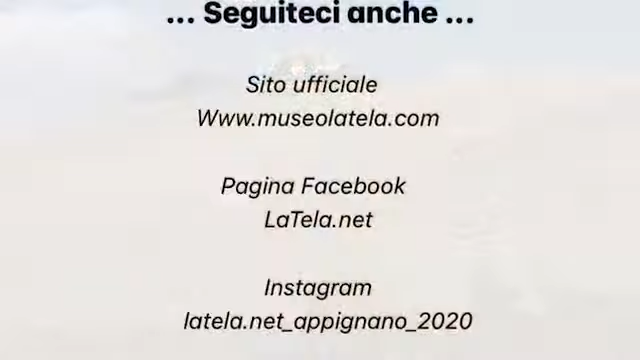 ... Seguiteci anche ...
Sito ufficiale
Www.museolatela.com
Pagina Facebook
LaTela.net
Instagram
latela.net_appignano_2020